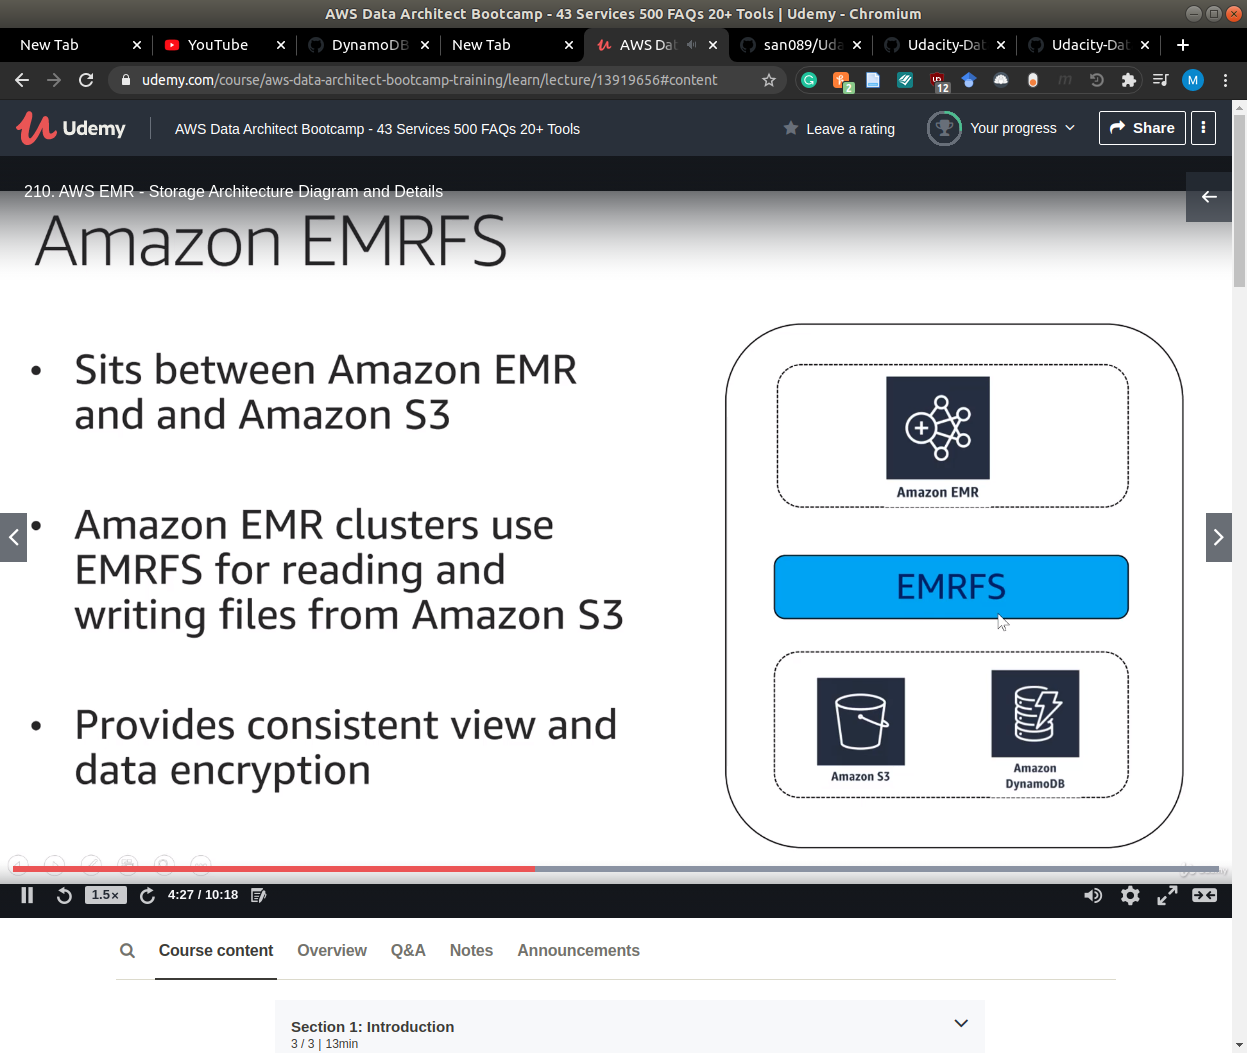 AWS Data Architect Bootcamp - 43 Services 500 FAQs 20+ Tools | Udemy - Chromium
New Tab
YouTube
DynamoDB
New Tab
AWS Dat
san089/Uda
Udacity-Dat
Udacity-Dat
udemy.com/course/aws-data-architect-bootcamp-training/learn/lecture/13919656#content
2
12
m
M
Udemy
AWS Data Architect Bootcamp - 43 Services 500 FAQs 20+ Tools
Leave a rating
Your progress
Share
210. AWS EMR - Storage Architecture Diagram and Details
Amazon EMRFS
• Sits between Amazon EMR
and and Amazon S3
• Amazon EMR clusters use
EMRFS for reading and
writing files from Amazon S3
• Provides consistent view and
data encryption
Amazon EMR
EMRFS
Amazon S3
Amazon
DynamoDB
1.5×
4:27 / 10:18
Course content
Overview
Q&A
Notes
Announcements
Section 1: Introduction
3 / 3 | 13min